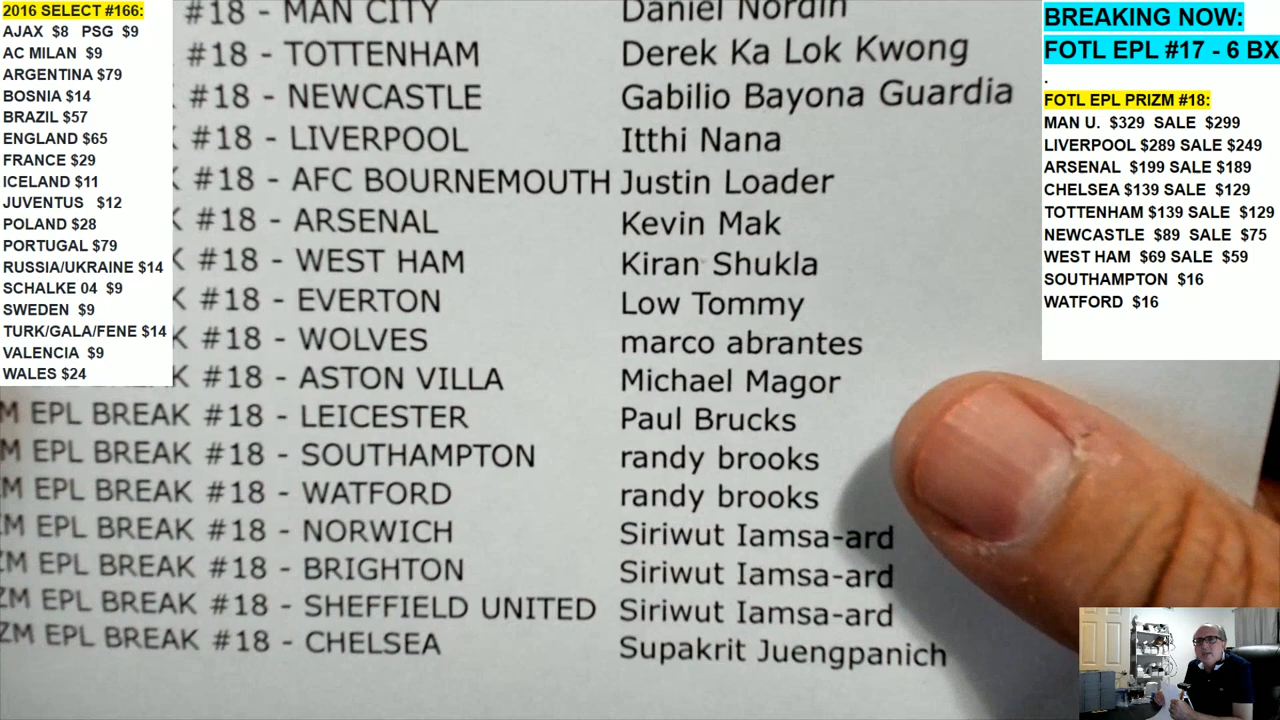 2016 SELECT #166:
AJAX $8 PSG $9
AC MILAN $9
ARGENTINA $79
BOSNIA $14
BRAZIL $57
ENGLAND $65
FRANCE $29
ICELAND $11
JUVENTUS $12
POLAND $28
PORTUGAL $79
RUSSIA/UKRAINE $14
SCHALKE 04 $9
SWEDEN $9
TURK/GALA/FENE $14
VALENCIA $9
WALES $24
#18 - MAN CITY Daniel Nordin
#18 - TOTTENHAM Derek Ka Lok Kwong
#18 - NEWCASTLE Gabilio Bayona Guardia
#18 - LIVERPOOL Itthi Nana
K #18 - AFC BOURNEMOUTH Justin Loader
K #18 - ARSENAL Kevin Mak
K #18 - WEST HAM Kiran Shukla
K #18 - EVERTON Low Tommy
K #18 - WOLVES marco abrantes
#18 - ASTON VILLA Michael Magor
M EPL BREAK #18 - LEICESTER Paul Brucks
M EPL BREAK #18 - SOUTHAMPTON randy brooks
M EPL BREAK #18 - WATFORD randy brooks
ZM EPL BREAK #18 - NORWICH Siriwut Iamsa-ard
ZM EPL BREAK #18 - BRIGHTON Siriwut Iamsa-ard
ZM EPL BREAK #18 - SHEFFIELD UNITED Siriwut Iamsa-ard
ZM EPL BREAK #18 - CHELSEA Supakrit Juengpanich
BREAKING NOW:
FOTL EPL #17 - 6 BX
.
FOTL EPL PRIZM #18:
MAN U. $329 SALE $299
LIVERPOOL $289 SALE $249
ARSENAL $199 SALE $189
CHELSEA $139 SALE $129
TOTTENHAM $139 SALE $129
NEWCASTLE $89 SALE $75
WEST HAM $69 SALE $59
SOUTHAMPTON $16
WATFORD $16